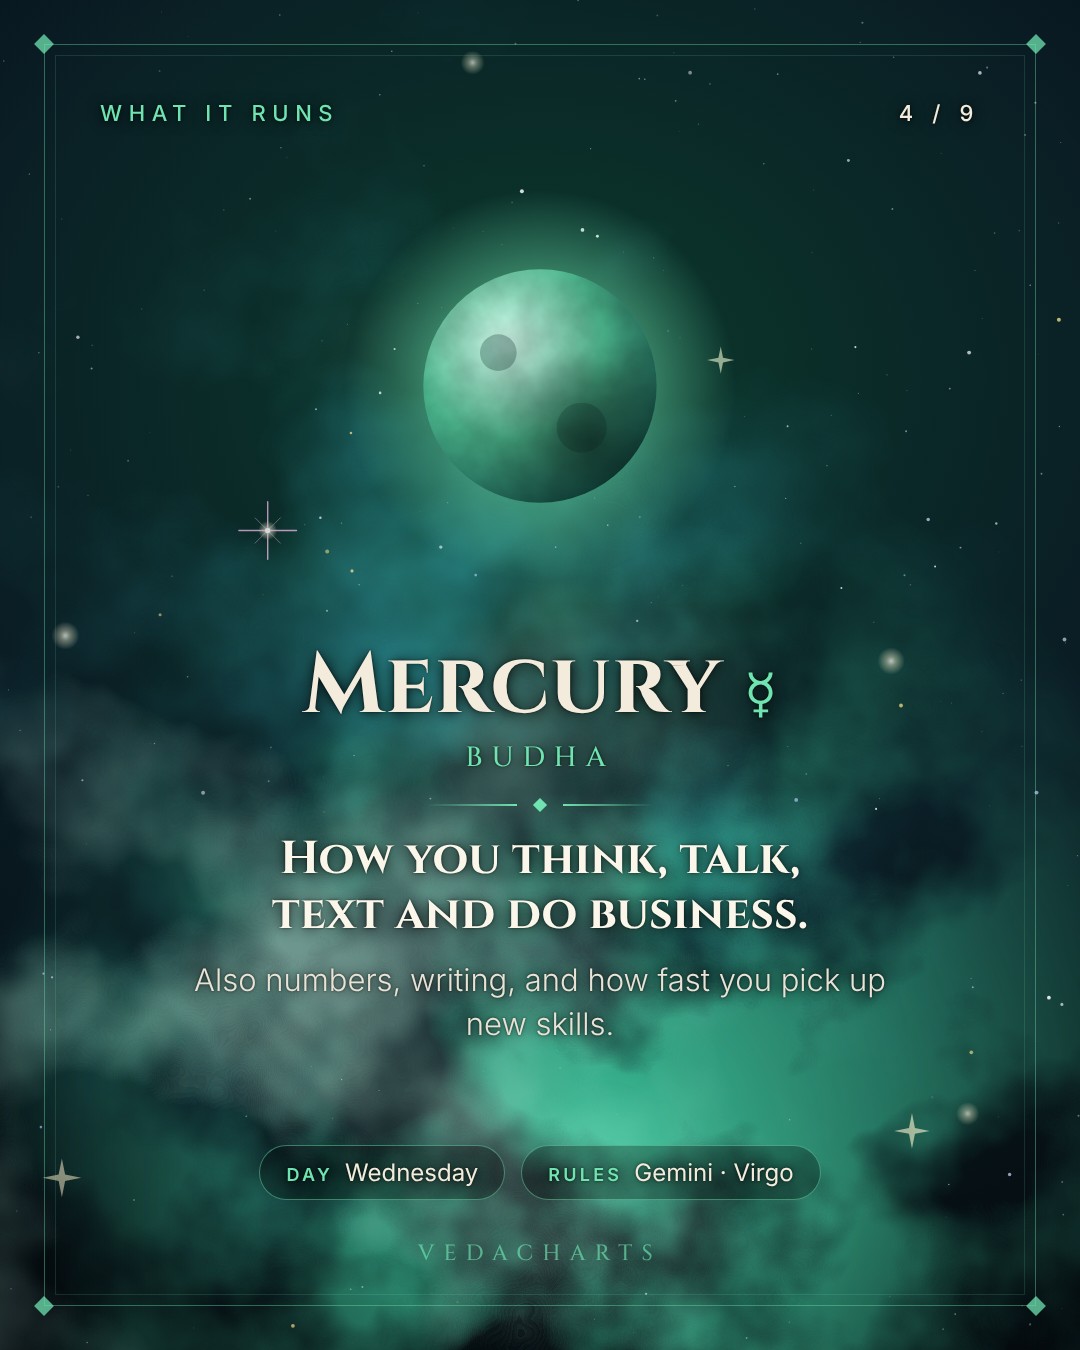 WHAT IT RUNS
4 / 9
Mercury ☿
BUDHA
How you think, talk,
text and do business.
Also numbers, writing, and how fast you pick up
new skills.
DAY Wednesday
RULES Gemini · Virgo
VEDACHARTS